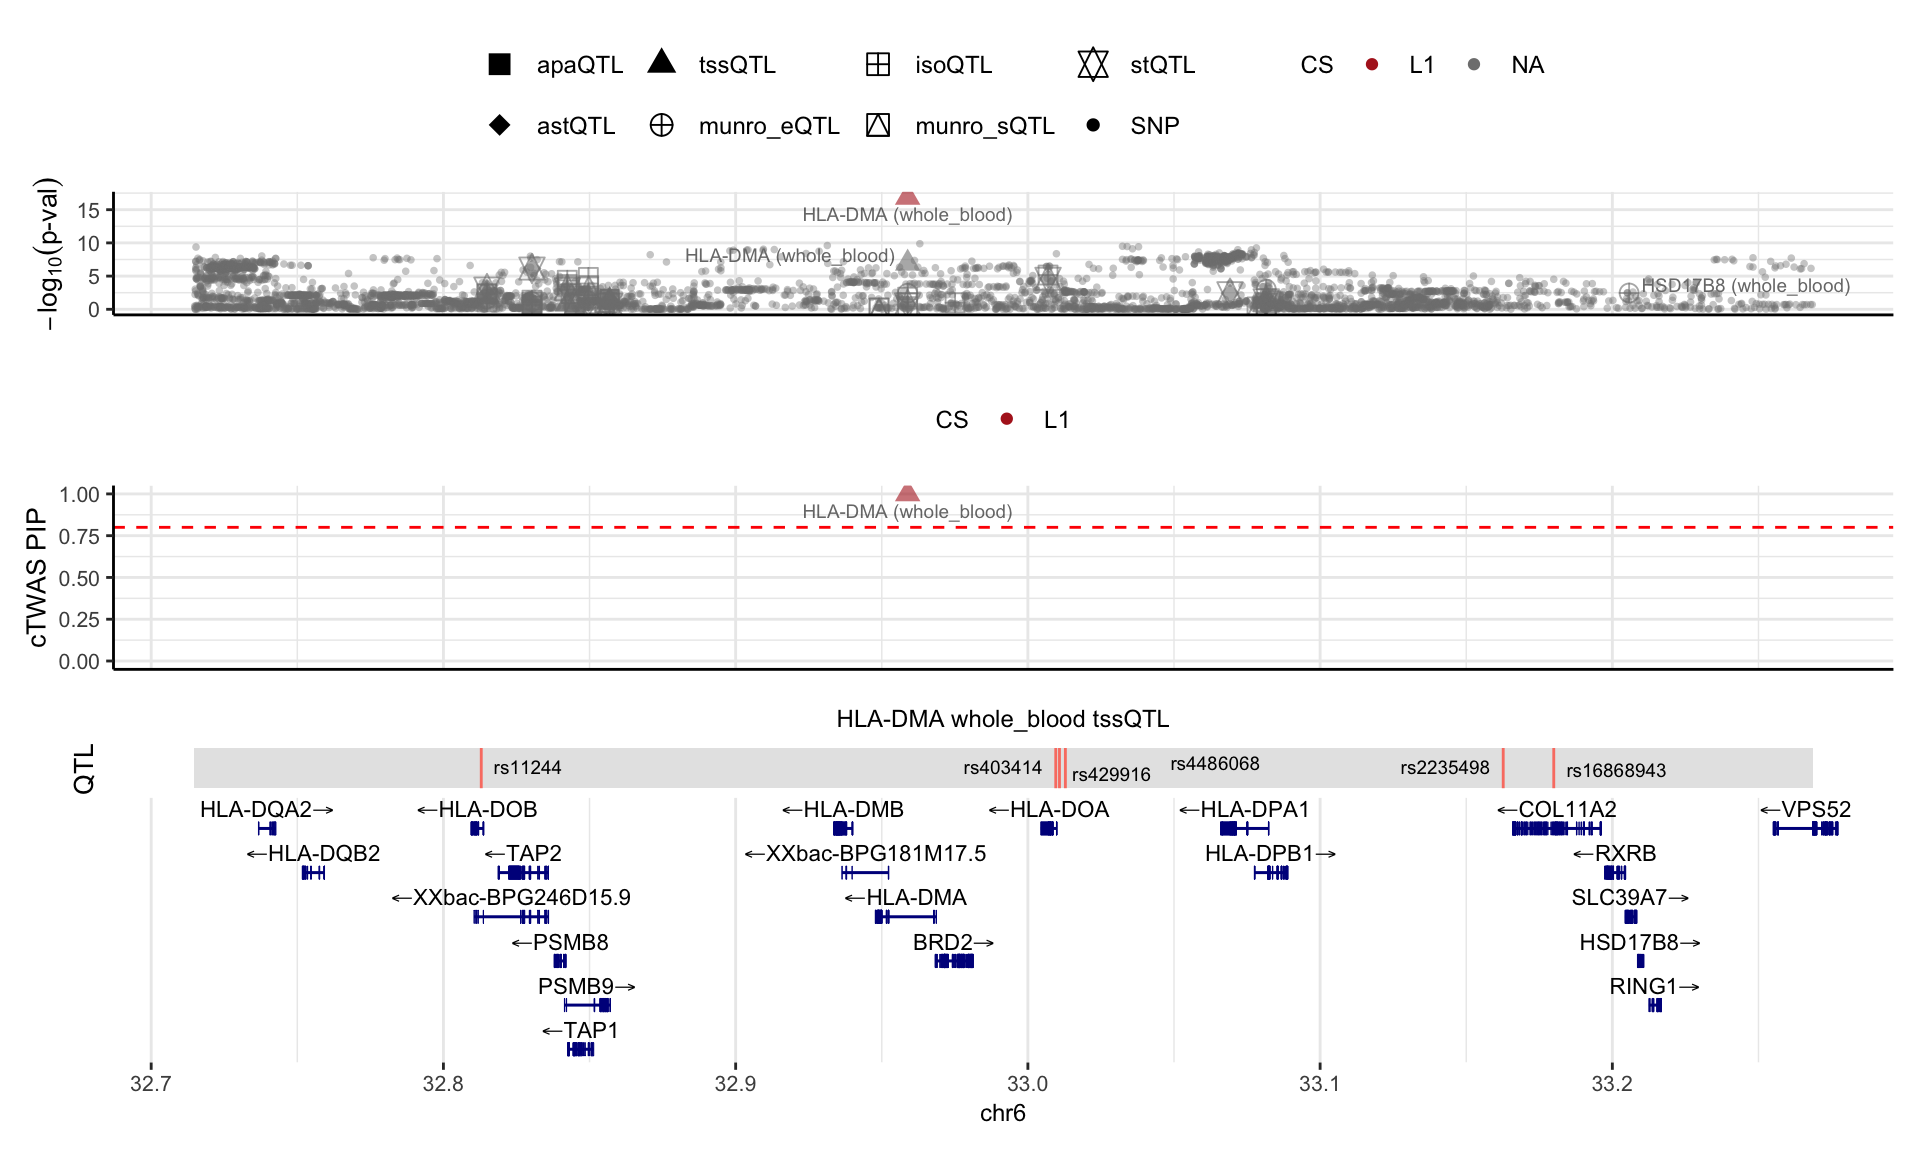 apaQTL tssQTL isoQTL stQTL CS L1 NA
astQTL munro_eQTL munro_sQTL SNP
−log10(p-val)
15
10
5
0
HLA-DMA (whole_blood)
HLA-DMA (whole_blood)
HSD17B8 (whole_blood)
CS L1
cTWAS PIP
1.00
0.75
0.50
0.25
0.00
HLA-DMA (whole_blood)
HLA-DMA whole_blood tssQTL
QTL
rs11244 rs403414 rs429916 rs4486068 rs2235498 rs16868943
HLA-DQA2→ ←HLA-DOB ←HLA-DMB ←HLA-DOA ←HLA-DPA1 ←COL11A2 ←VPS52
←HLA-DQB2 ←TAP2 ←XXbac-BPG181M17.5 HLA-DPB1→ ←RXRB
←XXbac-BPG246D15.9 ←HLA-DMA SLC39A7→
←PSMB8 BRD2→ HSD17B8→
PSMB9→ RING1→
←TAP1
32.7 32.8 32.9 33.0 33.1 33.2
chr6